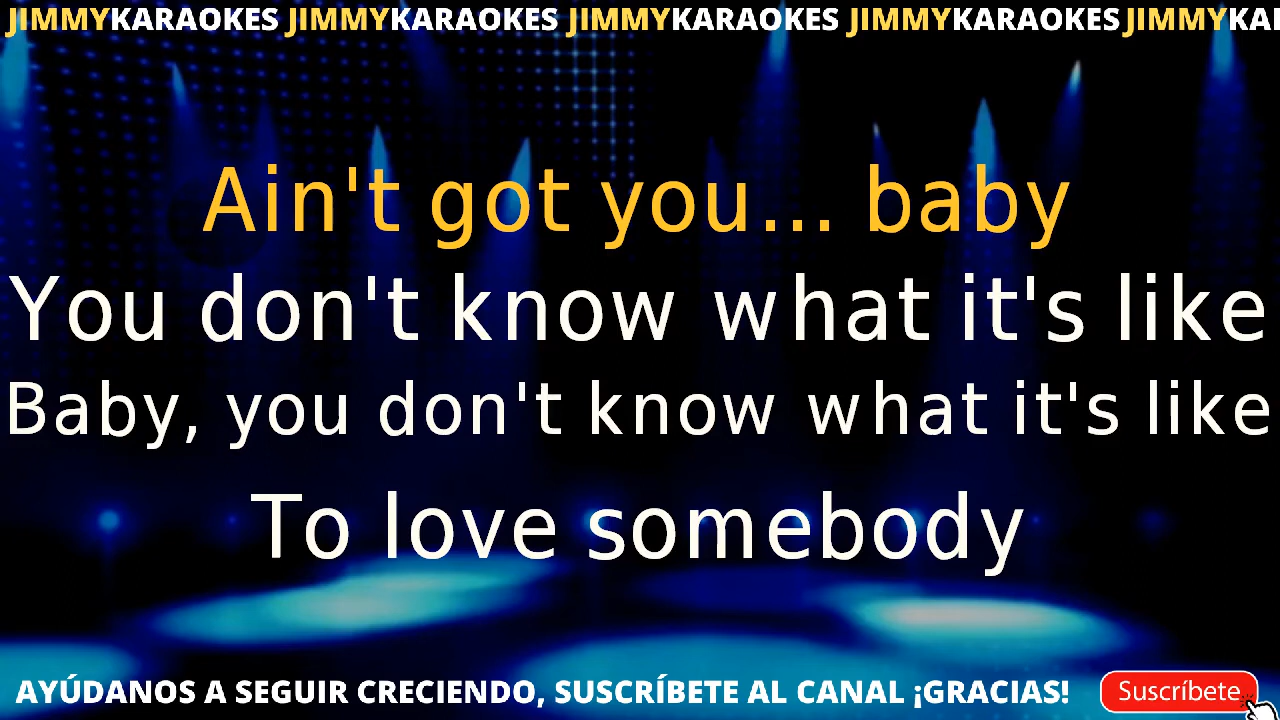 JIMMYKARAOKES JIMMYKARAOKES JIMMYKARAOKES JIMMYKARAOKES JIMMYKAI
Ain't got you... baby
You don't know what it's like
Baby, you don't know what it's like
To love somebody
AYÚDANOS A SEGUIR CRECIENDO, SUSCRÍBETE AL CANAL ¡GRACIAS! Suscríbete